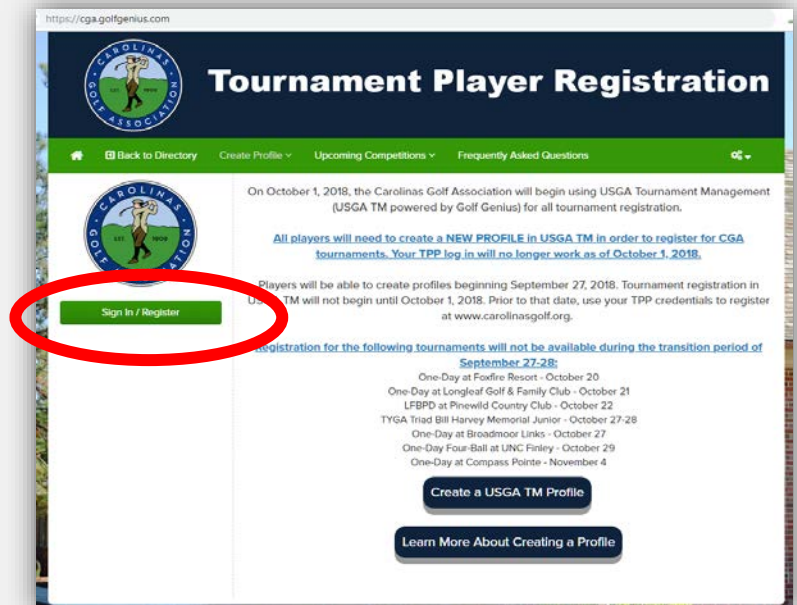 https://cga.golfgenius.com
CAROLINAS
EST. 1909
GOLF ASSOCIATION
Tournament Player Registration
Back to Directory Create Profile Upcoming Competitions Frequently Asked Questions
CAROLINAS
EST. 1909
GOLF ASSOCIATION
Sign In / Register
On October 1, 2018, the Carolinas Golf Association will begin using USGA Tournament Management
(USGA TM powered by Golf Genius) for all tournament registration.
All players will need to create a NEW PROFILE in USGA TM in order to register for CGA
tournaments. Your TPP log in will no longer work as of October 1, 2018.
Players will be able to create profiles beginning September 27, 2018. Tournament registration in
TM will not begin until October 1, 2018. Prior to that date, use your TPP credentials to register
at www.carolinasgolf.org.
Registration for the following tournaments will not be available during the transition period of
September 27-28:
One-Day at Foxfire Resort - October 20
One-Day at Longleaf Golf & Family Club - October 21
LFBPD at Pinewild Country Club - October 22
TYGA Triad Bill Harvey Memorial Junior - October 27-28
One-Day at Broadmoor Links - October 27
One-Day Four-Ball at UNC Finley - October 29
One-Day at Compass Pointe - November 4
Create a USGA TM Profile
Learn More About Creating a Profile